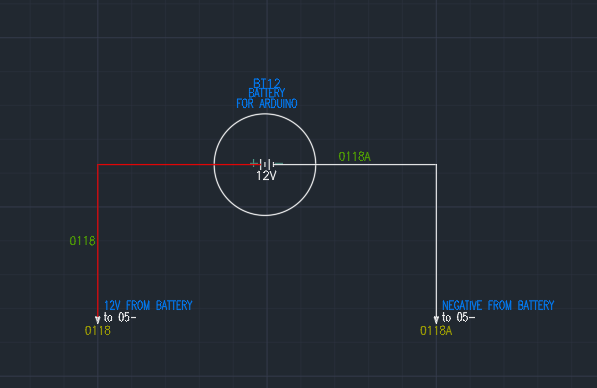 BT12
BATTERY
FOR ARDUINO
0118A
+
12V
0118
12V FROM BATTERY
to 05-
0118
NEGATIVE FROM BATTERY
to 05-
0118A